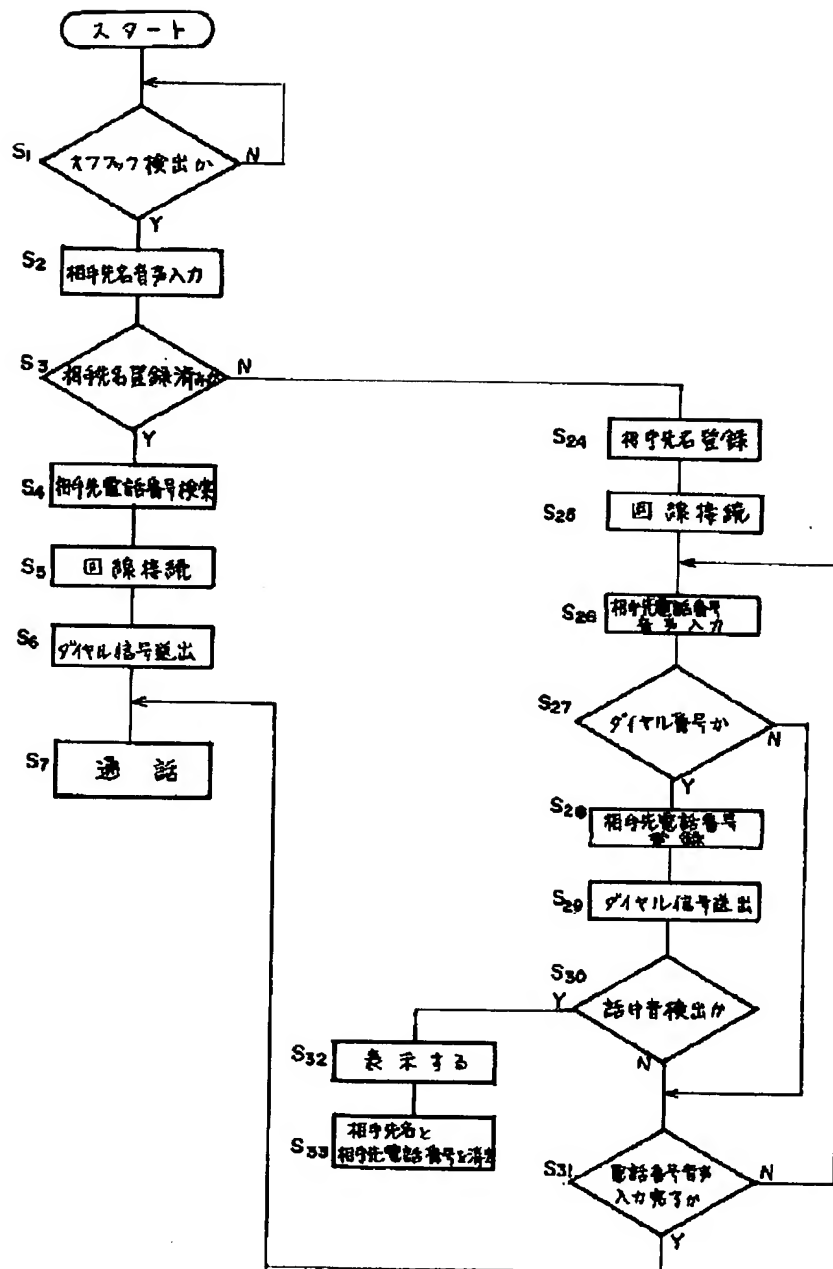 スタート
S1
オフフック検出か
N
Y
S2
相手先名音声入力
S3
相手先名登録済みか
N
Y
S4
相手先電話番号検索
S5
回線接続
S6
ダイヤル信号送出
S7
通話
S24
相手先名登録
S25
回線接続
S26
相手先電話番号
音声入力
S27
ダイヤル番号か
N
Y
S28
相手先電話番号
登録
S29
ダイヤル信号送出
S30
話中音検出か
Y
N
S32
表示する
S33
相手先名と
相手先電話番号を消去
S31
電話番号音声
入力完了か
N
Y